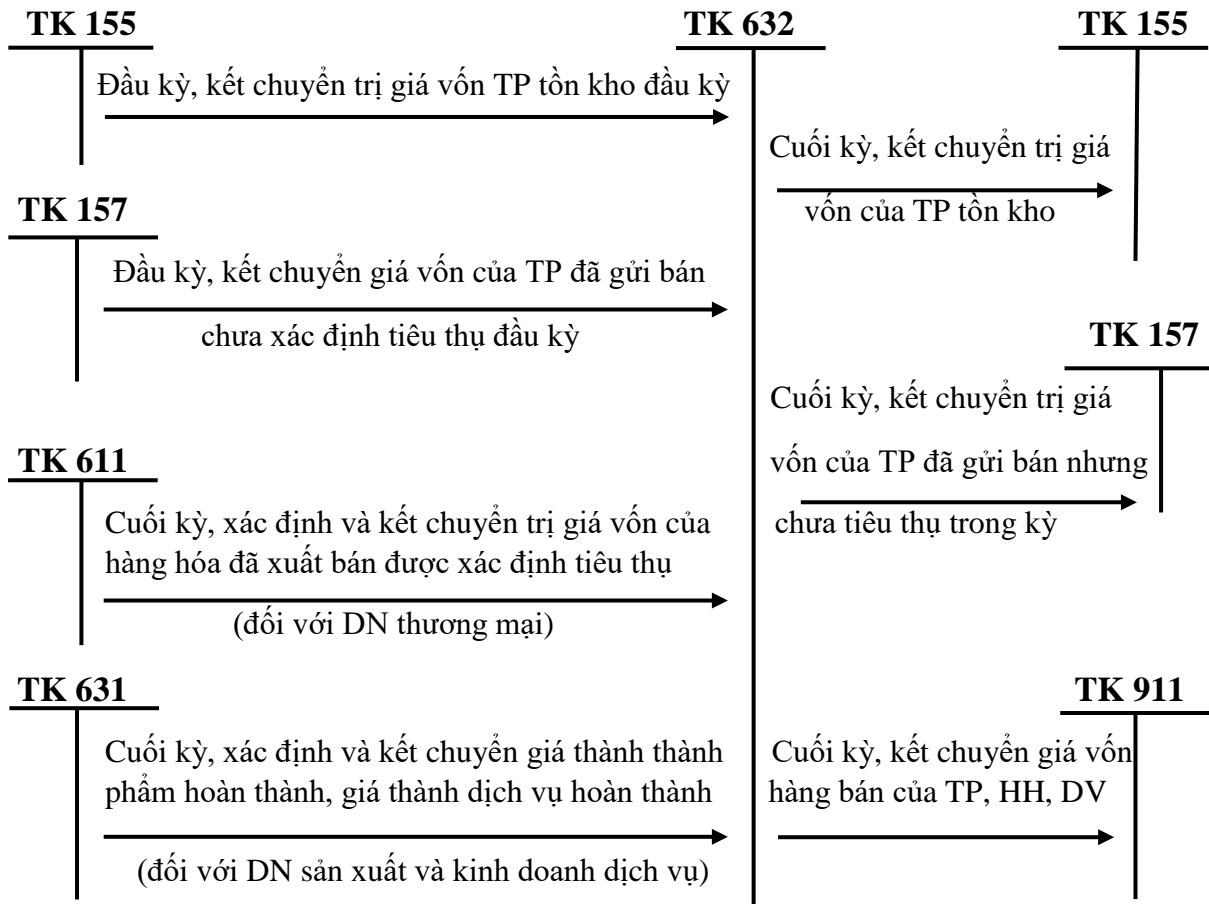 TK 155
TK 632
TK 155
Đầu kỳ, kết chuyển trị giá vốn TP tồn kho đầu kỳ
Cuối kỳ, kết chuyển trị giá
vốn của TP tồn kho
TK 157
Đầu kỳ, kết chuyển giá vốn của TP đã gửi bán
chưa xác định tiêu thụ đầu kỳ
TK 157
Cuối kỳ, kết chuyển trị giá
vốn của TP đã gửi bán nhưng
chưa tiêu thụ trong kỳ
TK 611
Cuối kỳ, xác định và kết chuyển trị giá vốn của
hàng hóa đã xuất bán được xác định tiêu thụ
(đối với DN thương mại)
TK 631
Cuối kỳ, xác định và kết chuyển giá thành thành
phẩm hoàn thành, giá thành dịch vụ hoàn thành
(đối với DN sản xuất và kinh doanh dịch vụ)
TK 911
Cuối kỳ, kết chuyển giá vốn
hàng bán của TP, HH, DV